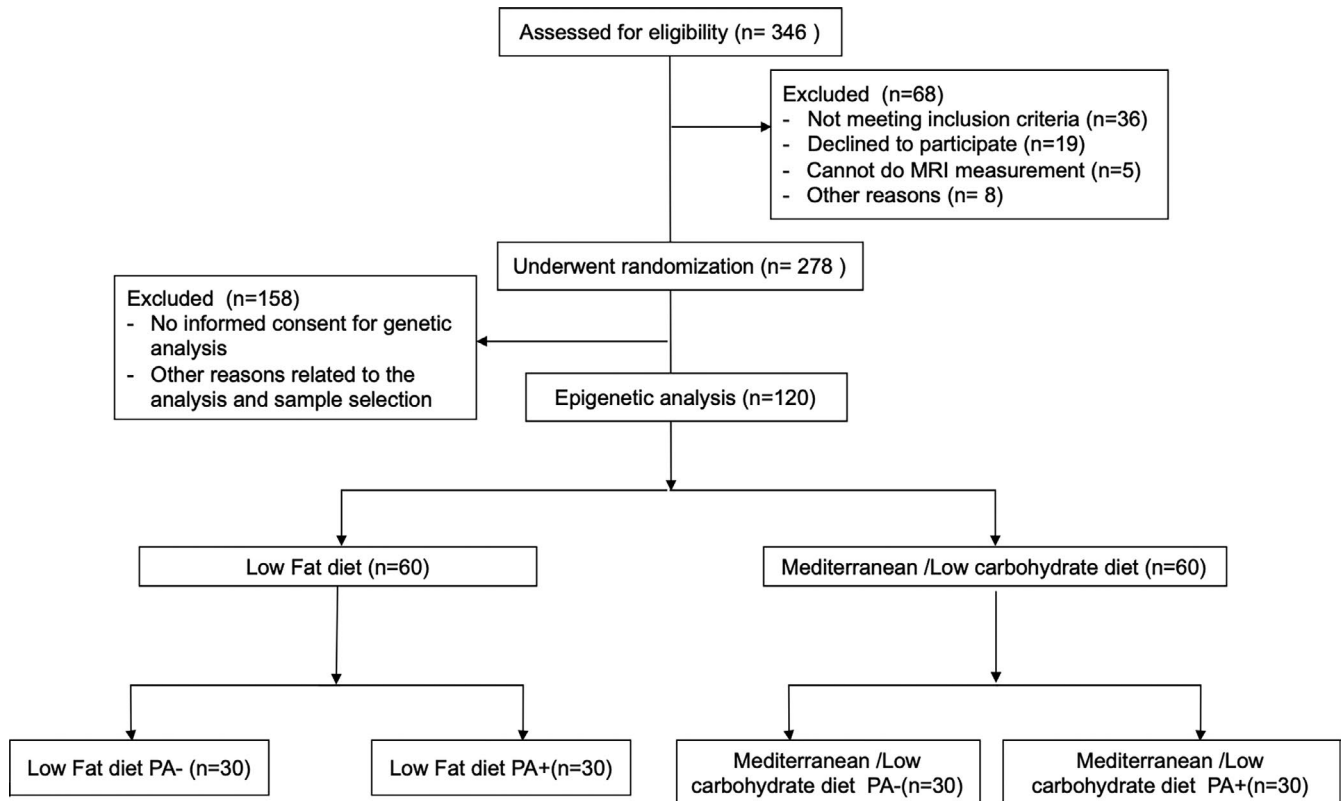 Assessed for eligibility (n= 346 )
Excluded  (n=68)
-   Not meeting inclusion criteria (n=36)
-   Declined to participate (n=19)
-   Cannot do MRI measurement (n=5)
-   Other reasons (n= 8)
Underwent randomization (n= 278 )
Excluded  (n=158)
-   No informed consent for genetic
analysis
-   Other reasons related to the
analysis and sample selection
Epigenetic analysis (n=120)
Low Fat diet (n=60)
Mediterranean /Low carbohydrate diet (n=60)
Low Fat diet PA- (n=30)
Low Fat diet PA+(n=30)
Mediterranean /Low
carbohydrate diet  PA-(n=30)
Mediterranean /Low
carbohydrate diet PA+(n=30)